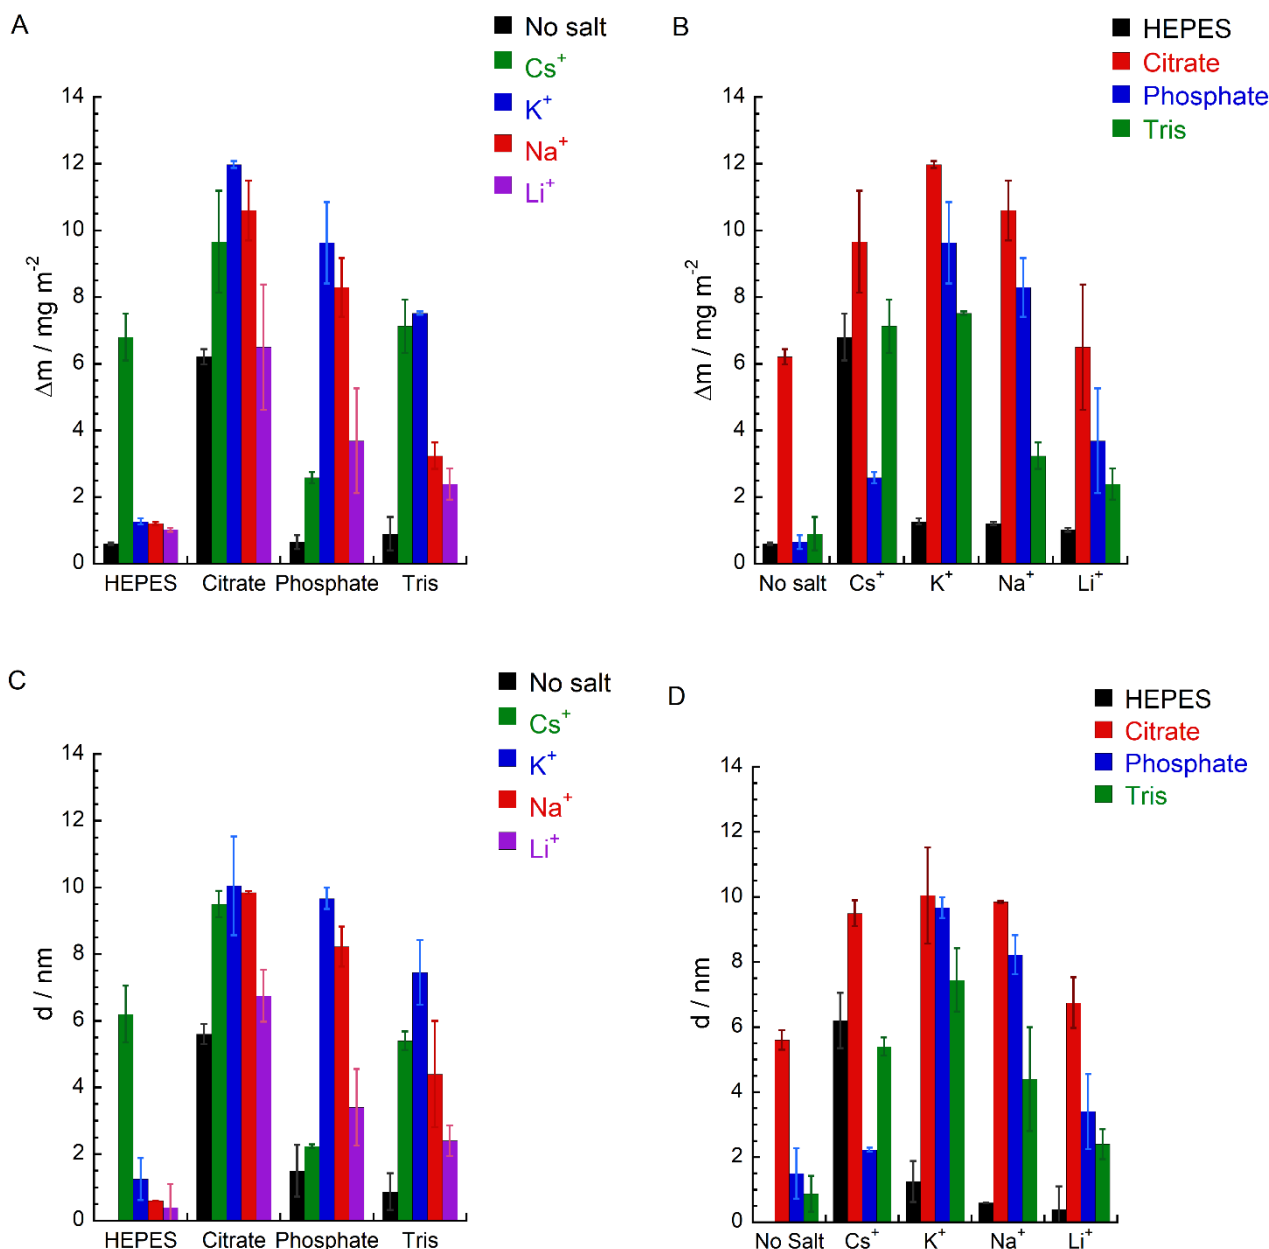 A
No salt
Cs⁺
K⁺
Na⁺
Li⁺
14
12
10
8
6
4
2
0
Δm / mg m⁻²
HEPES Citrate Phosphate Tris
B
HEPES
Citrate
Phosphate
Tris
14
12
10
8
6
4
2
0
Δm / mg m⁻²
No salt Cs⁺ K⁺ Na⁺ Li⁺
C
No salt
Cs⁺
K⁺
Na⁺
Li⁺
14
12
10
8
6
4
2
0
d / nm
HEPES Citrate Phosphate Tris
D
HEPES
Citrate
Phosphate
Tris
14
12
10
8
6
4
2
0
d / nm
No Salt Cs⁺ K⁺ Na⁺ Li⁺